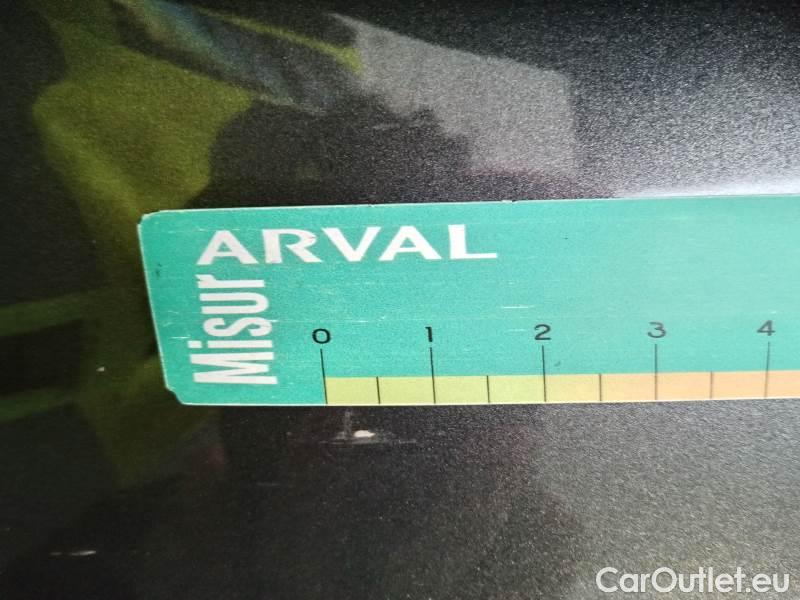 ARVAL
Misur
0 1 2 3 4
CarOutlet.eu